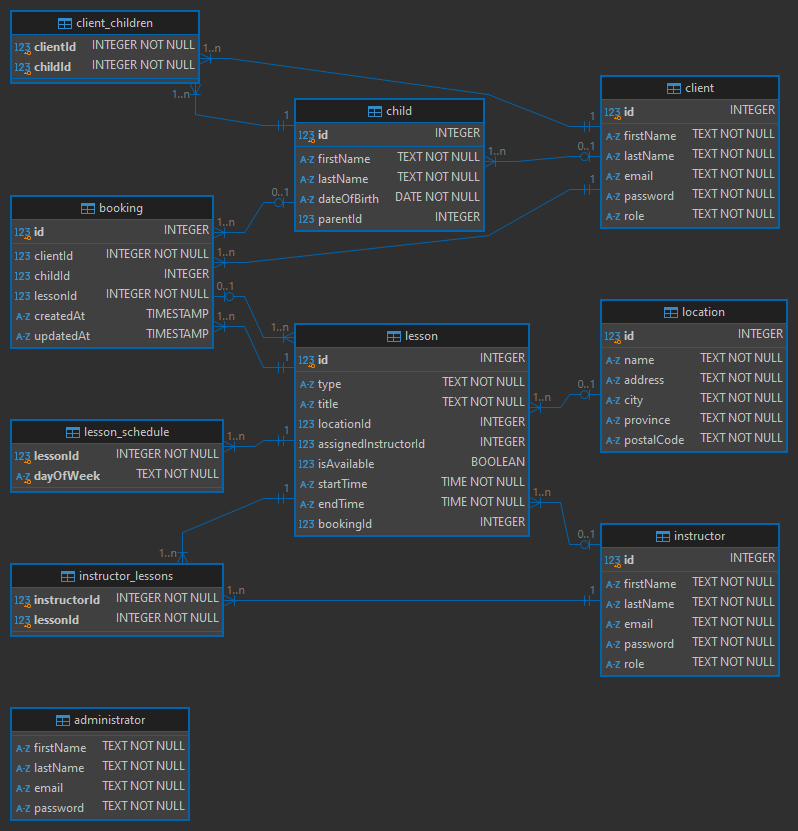 client_children
123 clientId INTEGER NOT NULL
123 childId INTEGER NOT NULL
1..n
1..n
client
123 id INTEGER
A-Z firstName TEXT NOT NULL
A-Z lastName TEXT NOT NULL
A-Z email TEXT NOT NULL
A-Z password TEXT NOT NULL
A-Z role TEXT NOT NULL
1
0..1
1
child
123 id INTEGER
A-Z firstName TEXT NOT NULL
A-Z lastName TEXT NOT NULL
A-Z dateOfBirth DATE NOT NULL
123 parentId INTEGER
1
1..n
0..1
booking
123 id INTEGER
123 clientId INTEGER NOT NULL
123 childId INTEGER
123 lessonId INTEGER NOT NULL
A-Z createdAt TIMESTAMP
A-Z updatedAt TIMESTAMP
1..n
1..n
0..1
1..n
lesson
123 id INTEGER
A-Z type TEXT NOT NULL
A-Z title TEXT NOT NULL
123 locationId INTEGER
123 assignedInstructorId INTEGER
123 isAvailable BOOLEAN
A-Z startTime TIME NOT NULL
A-Z endTime TIME NOT NULL
123 bookingId INTEGER
1..n
1
1
1
1..n
1..n
location
123 id INTEGER
A-Z name TEXT NOT NULL
A-Z address TEXT NOT NULL
A-Z city TEXT NOT NULL
A-Z province TEXT NOT NULL
A-Z postalCode TEXT NOT NULL
0..1
lesson_schedule
123 lessonId INTEGER NOT NULL
A-Z dayOfWeek TEXT NOT NULL
1..n
instructor
123 id INTEGER
A-Z firstName TEXT NOT NULL
A-Z lastName TEXT NOT NULL
A-Z email TEXT NOT NULL
A-Z password TEXT NOT NULL
A-Z role TEXT NOT NULL
0..1
1
instructor_lessons
123 instructorId INTEGER NOT NULL
123 lessonId INTEGER NOT NULL
1..n
1..n
administrator
A-Z firstName TEXT NOT NULL
A-Z lastName TEXT NOT NULL
A-Z email TEXT NOT NULL
A-Z password TEXT NOT NULL